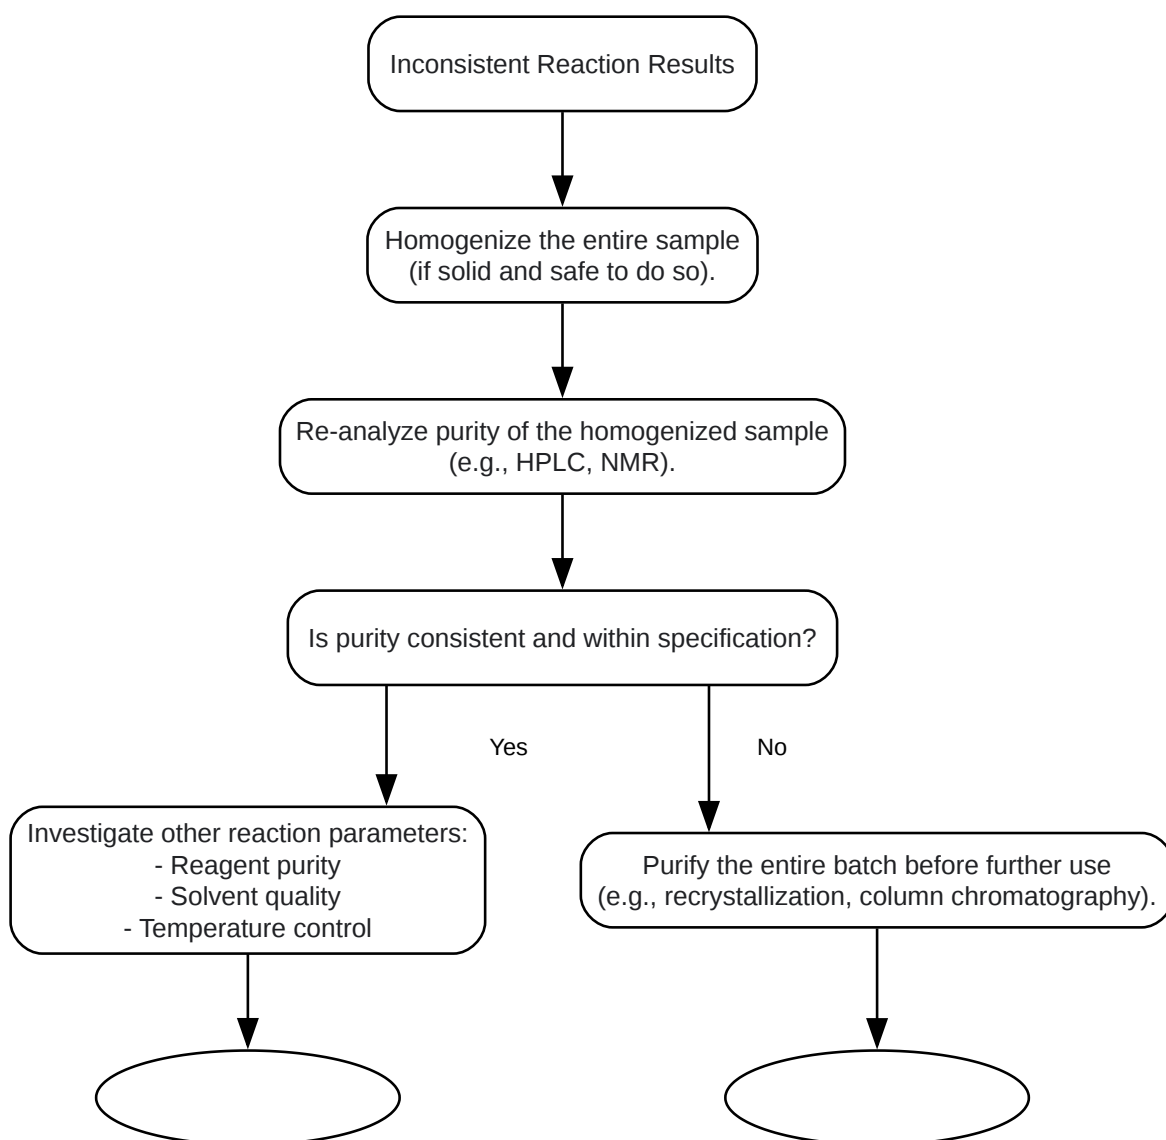 Inconsistent Reaction Results
Homogenize the entire sample
(if solid and safe to do so).
Re-analyze purity of the homogenized sample
(e.g., HPLC, NMR).
Is purity consistent and within specification?
Yes
No
Investigate other reaction parameters:
- Reagent purity
- Solvent quality
- Temperature control
Purify the entire batch before further use
(e.g., recrystallization, column chromatography).